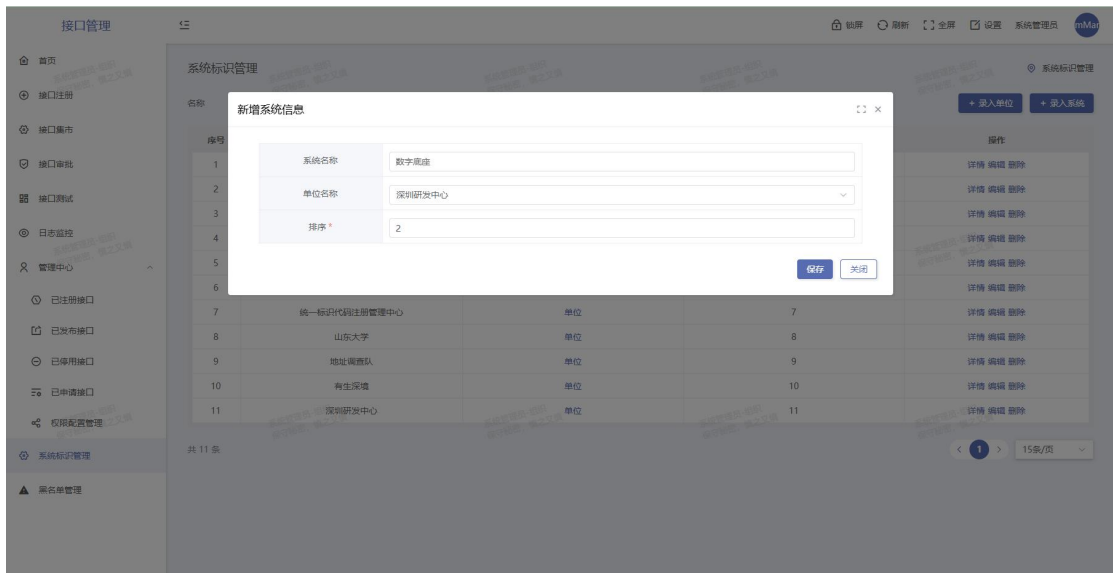 接口管理
锁屏 刷新 全屏 设置 系统管理员 mMar
首页
接口注册
接口集市
接口审批
接口测试
日志监控
管理中心
已注册接口
已发布接口
已停用接口
已申请接口
权限配置管理
系统标识管理
黑名单管理
系统标识管理
系统标识管理
名称
+ 录入单位 + 录入系统
新增系统信息
系统名称 数字底座
单位名称 深圳研发中心
排序 * 2
保存 关闭
序号 操作
1 详情 编辑 删除
2 详情 编辑 删除
3 详情 编辑 删除
4 详情 编辑 删除
5 详情 编辑 删除
6 详情 编辑 删除
7 统一标识代码注册管理中心 单位 7 详情 编辑 删除
8 山东大学 单位 8 详情 编辑 删除
9 地址调查队 单位 9 详情 编辑 删除
10 有生深境 单位 10 详情 编辑 删除
11 深圳研发中心 单位 11 详情 编辑 删除
共 11 条
1 15条/页